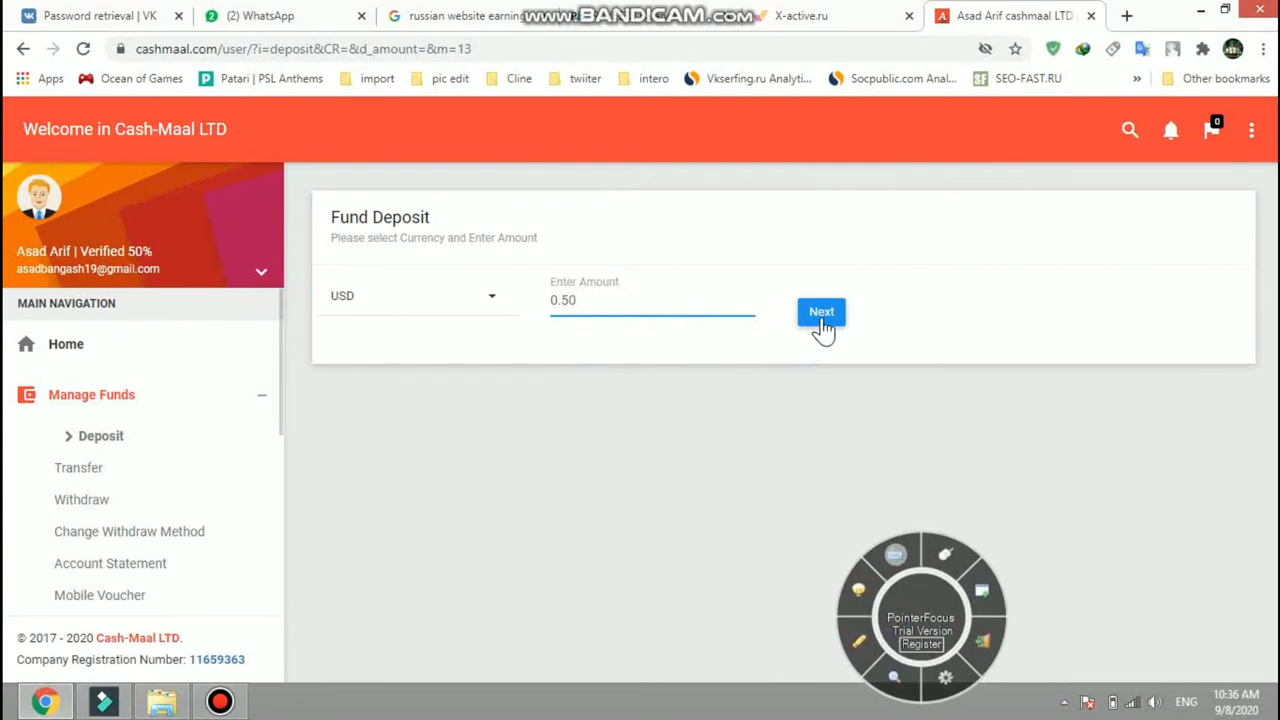 Password retrieval | VK
(2) WhatsApp
russian website earning
www.BANDICAM.com
X-active.ru
Asad Arif cashmaal LTD
cashmaal.com/user/?i=deposit&CR=&d_amount=&m=13
Apps
Ocean of Games
Patari | PSL Anthems
import
pic edit
Cline
twiiter
intero
Vkserfing.ru Analyti...
Socpublic.com Anal...
SF
SEO-FAST.RU
»
Other bookmarks
Welcome in Cash-Maal LTD
0
Asad Arif | Verified 50%
asadbangash19@gmail.com
MAIN NAVIGATION
Home
Manage Funds
Deposit
Transfer
Withdraw
Change Withdraw Method
Account Statement
Mobile Voucher
© 2017 - 2020 Cash-Maal LTD.
Company Registration Number: 11659363
Fund Deposit
Please select Currency and Enter Amount
USD
Enter Amount
0.50
Next
PointerFocus
Trial Version
Register
ENG
10:36 AM
9/8/2020